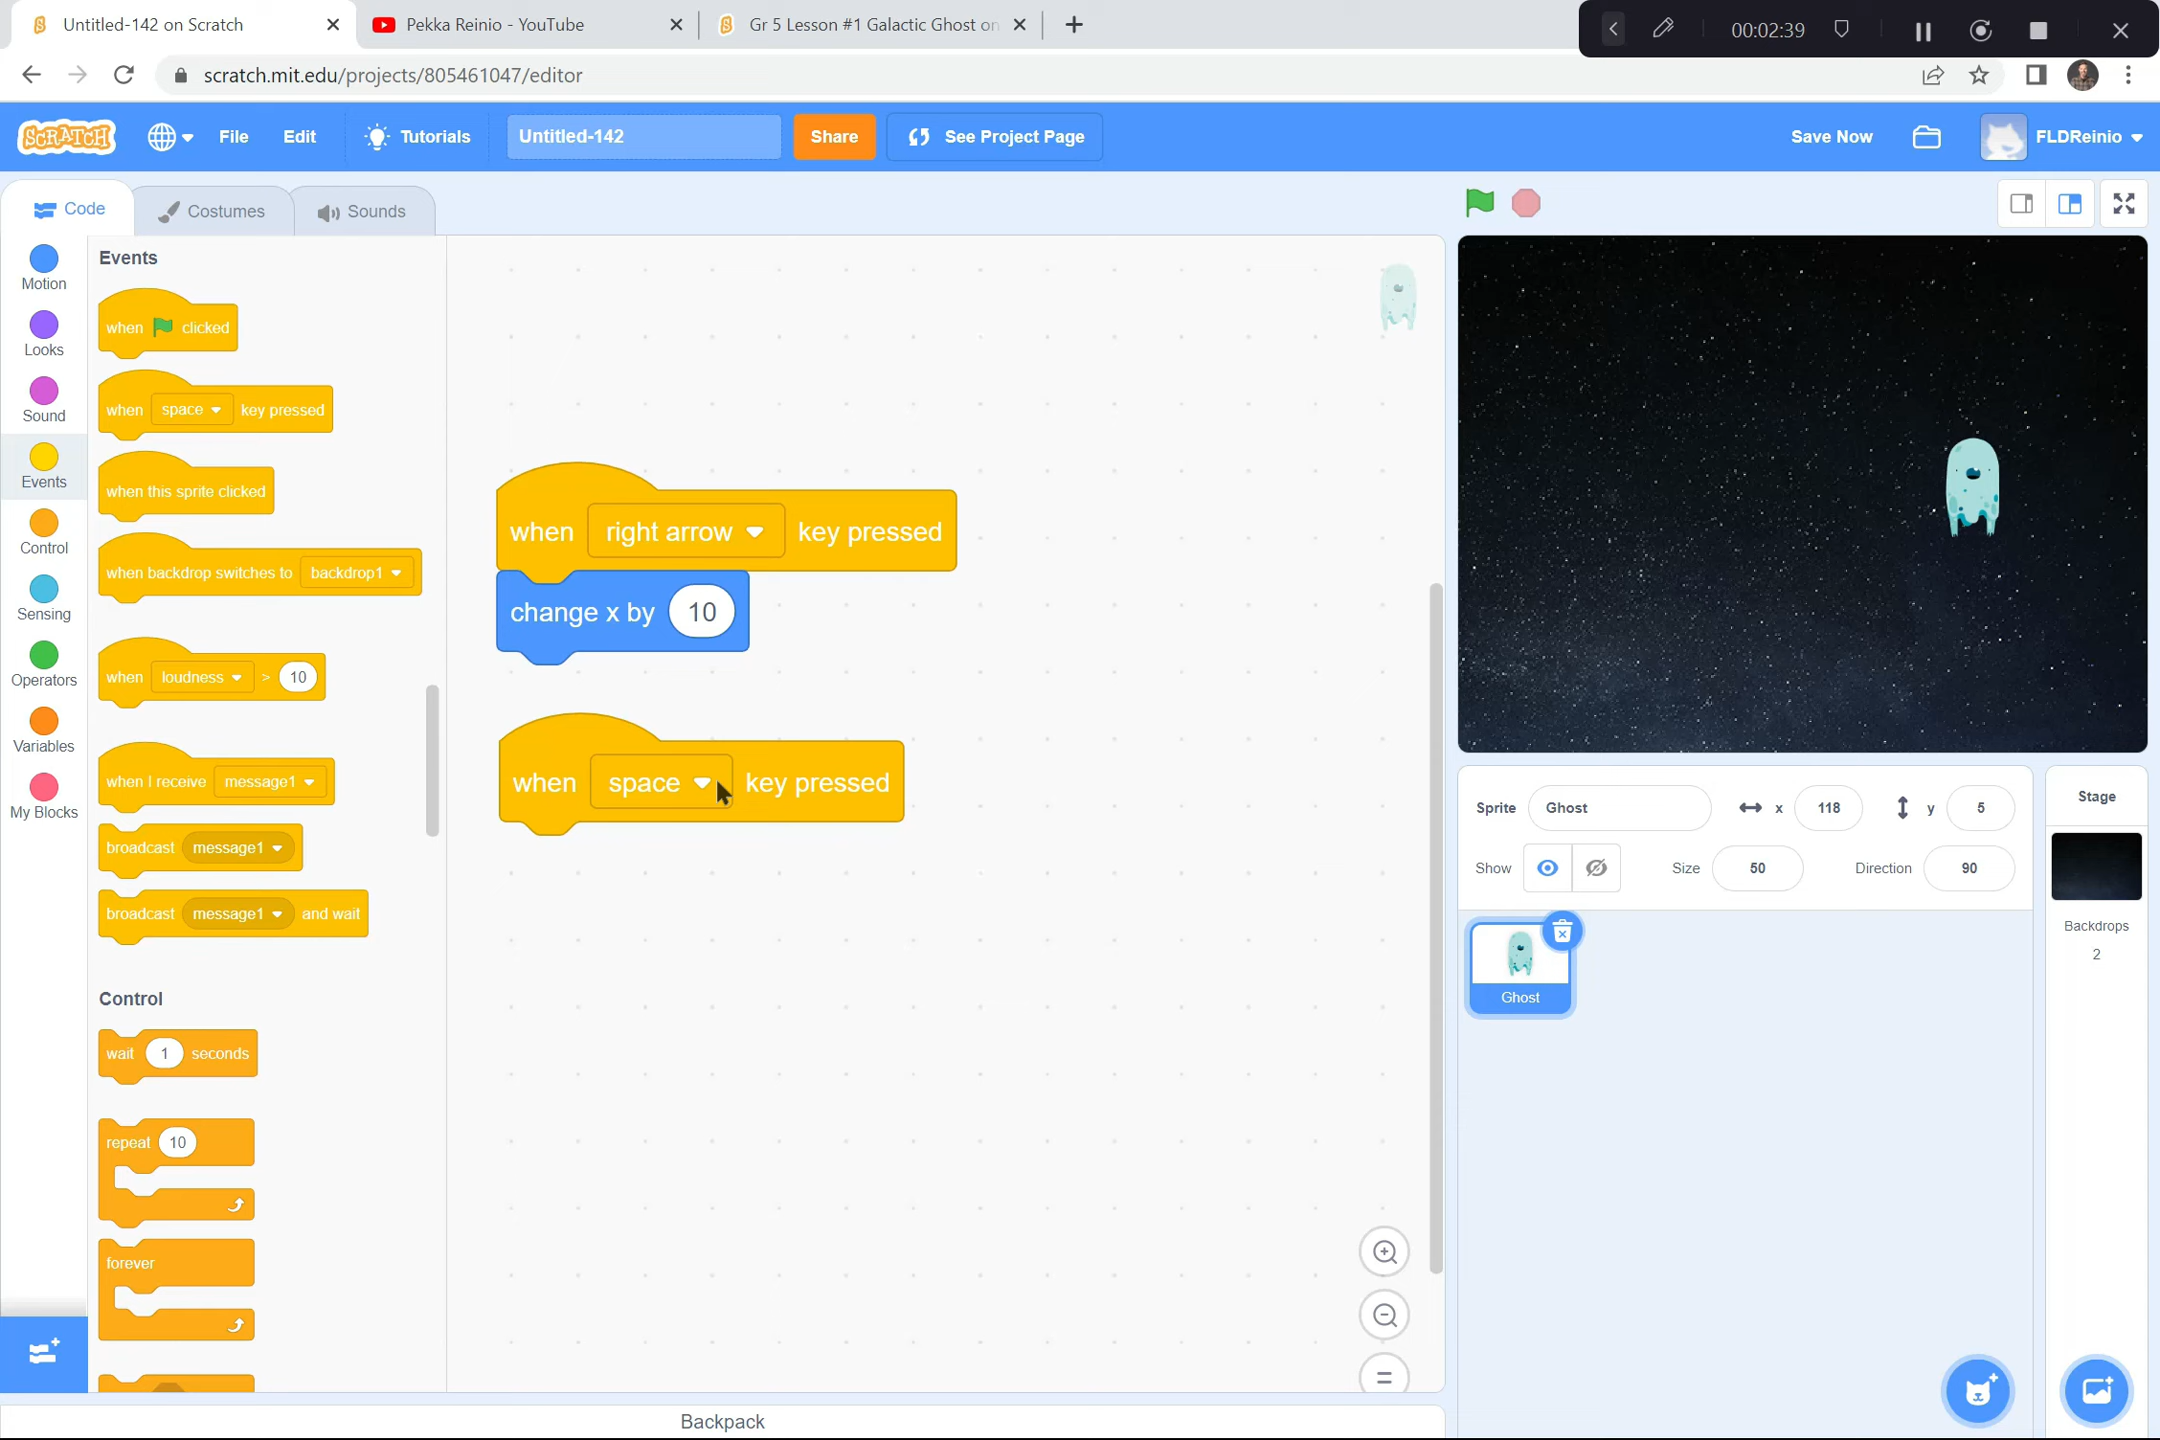 Untitled-142 on Scratch
Pekka Reinio - YouTube
Gr 5 Lesson #1 Galactic Ghost on
00:02:39
scratch.mit.edu/projects/805461047/editor
SCRATCH
File
Edit
Tutorials
Untitled-142
Share
See Project Page
Save Now
FLDReinio
Code
Costumes
Sounds
Motion
Looks
Sound
Events
Control
Sensing
Operators
Variables
My Blocks
Events
when clicked
when space key pressed
when this sprite clicked
when backdrop switches to backdrop1
when loudness > 10
when I receive message1
broadcast message1
broadcast message1 and wait
Control
wait 1 seconds
repeat 10
forever
when right arrow key pressed
change x by 10
when space key pressed
Backpack
Sprite Ghost x 118 y 5
Show Size 50 Direction 90
Ghost
Stage
Backdrops
2